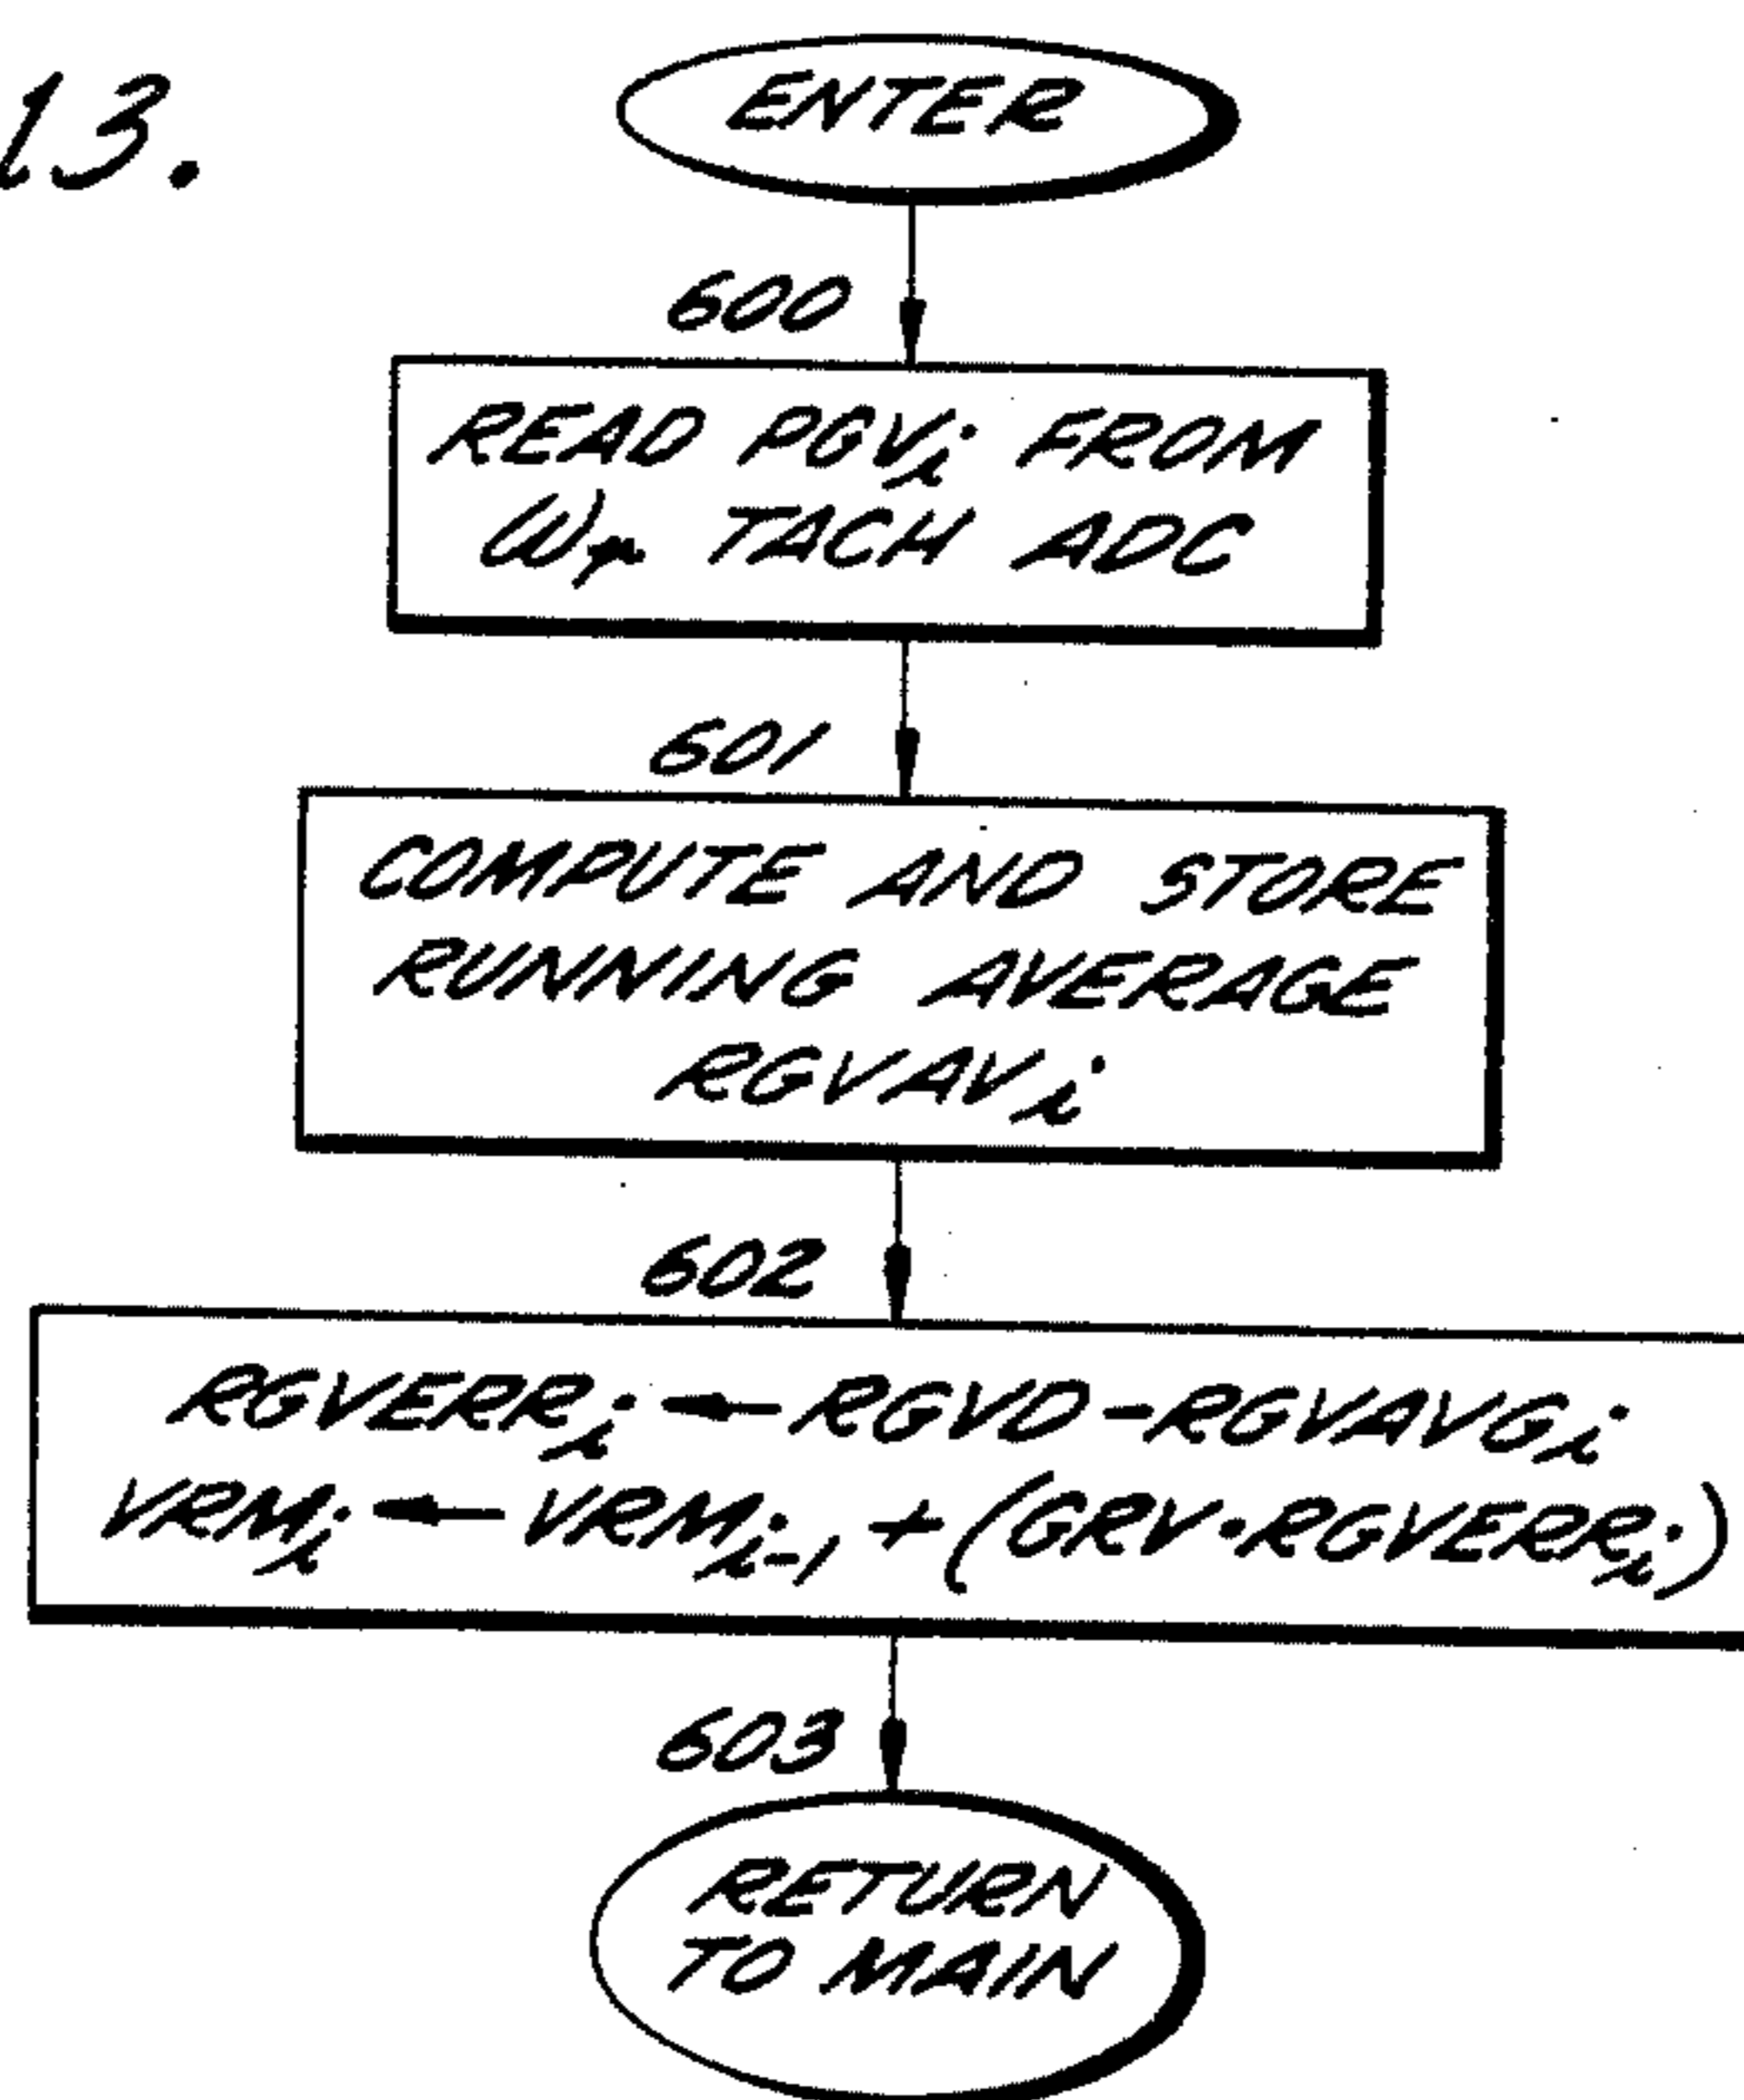 13.
ENTER
600
READ PGVi FROM
Wr TACH ADC
601
COMPUTE AND STORE
RUNNING AVERAGE
RGVAVi
602
RGVERRi ← RGVD-RGVAVGi
VRMi ← VRMi-1 + (GRV·RGVERRi)
603
RETURN
TO MAIN